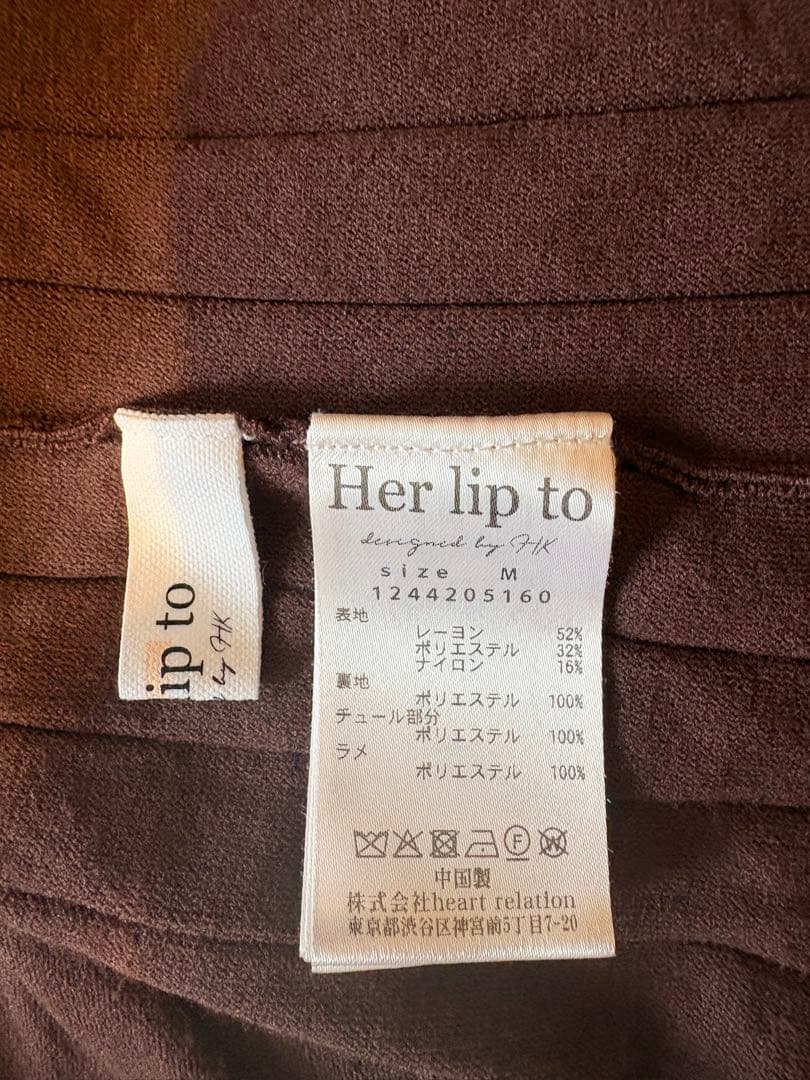 Her lip to
designed by HK
size M
1244205160
表地
レーヨン 52%
ポリエステル 32%
ナイロン 16%
裏地
ポリエステル 100%
チュール部分
ポリエステル 100%
ラメ
ポリエステル 100%
F
W
中国製
株式会社heart relation
東京都渋谷区神宮前5丁目7-20
lip to
by HK